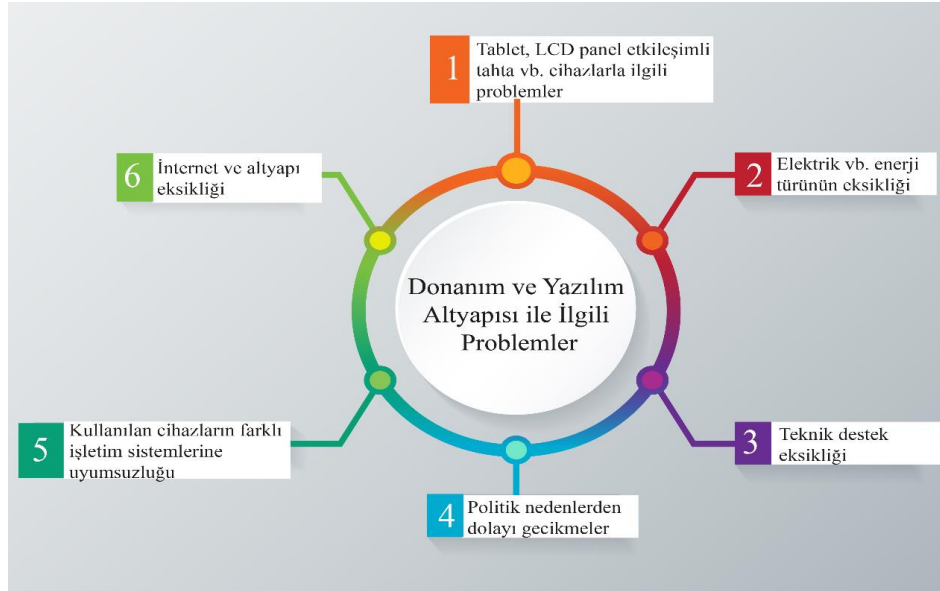 1
Tablet, LCD panel etkileşimli
tahta vb. cihazlarla ilgili
problemler
2
Elektrik vb. enerji
türünün eksikliği
3
Teknik destek
eksikliği
4
Politik nedenlerden
dolayı gecikmeler
5
Kullanılan cihazların farklı
işletim sistemlerine
uyumsuzluğu
6
İnternet ve altyapı
eksikliği
Donanım ve Yazılım
Altyapısı ile İlgili
Problemler